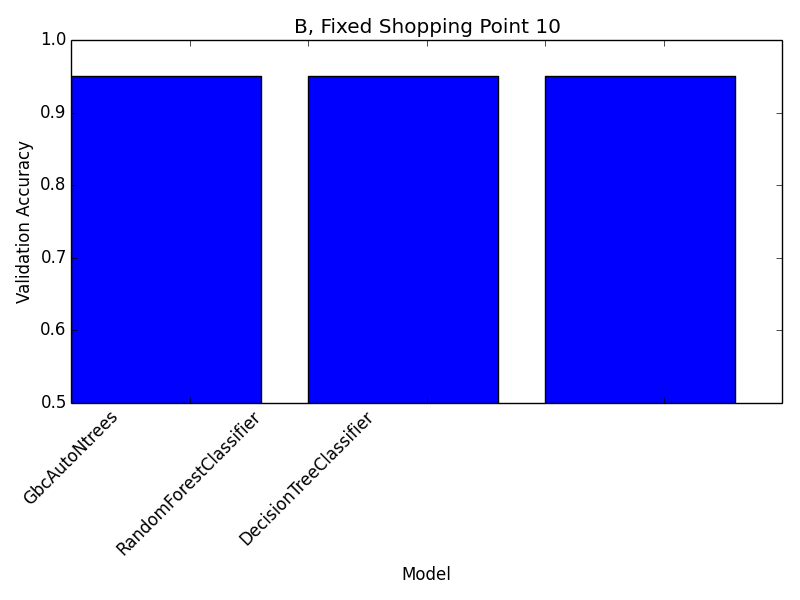 B, Fixed Shopping Point 10
1.0
0.9
0.8
0.7
0.6
0.5
Validation Accuracy
GbcAutoNtrees
RandomForestClassifier
DecisionTreeClassifier
Model